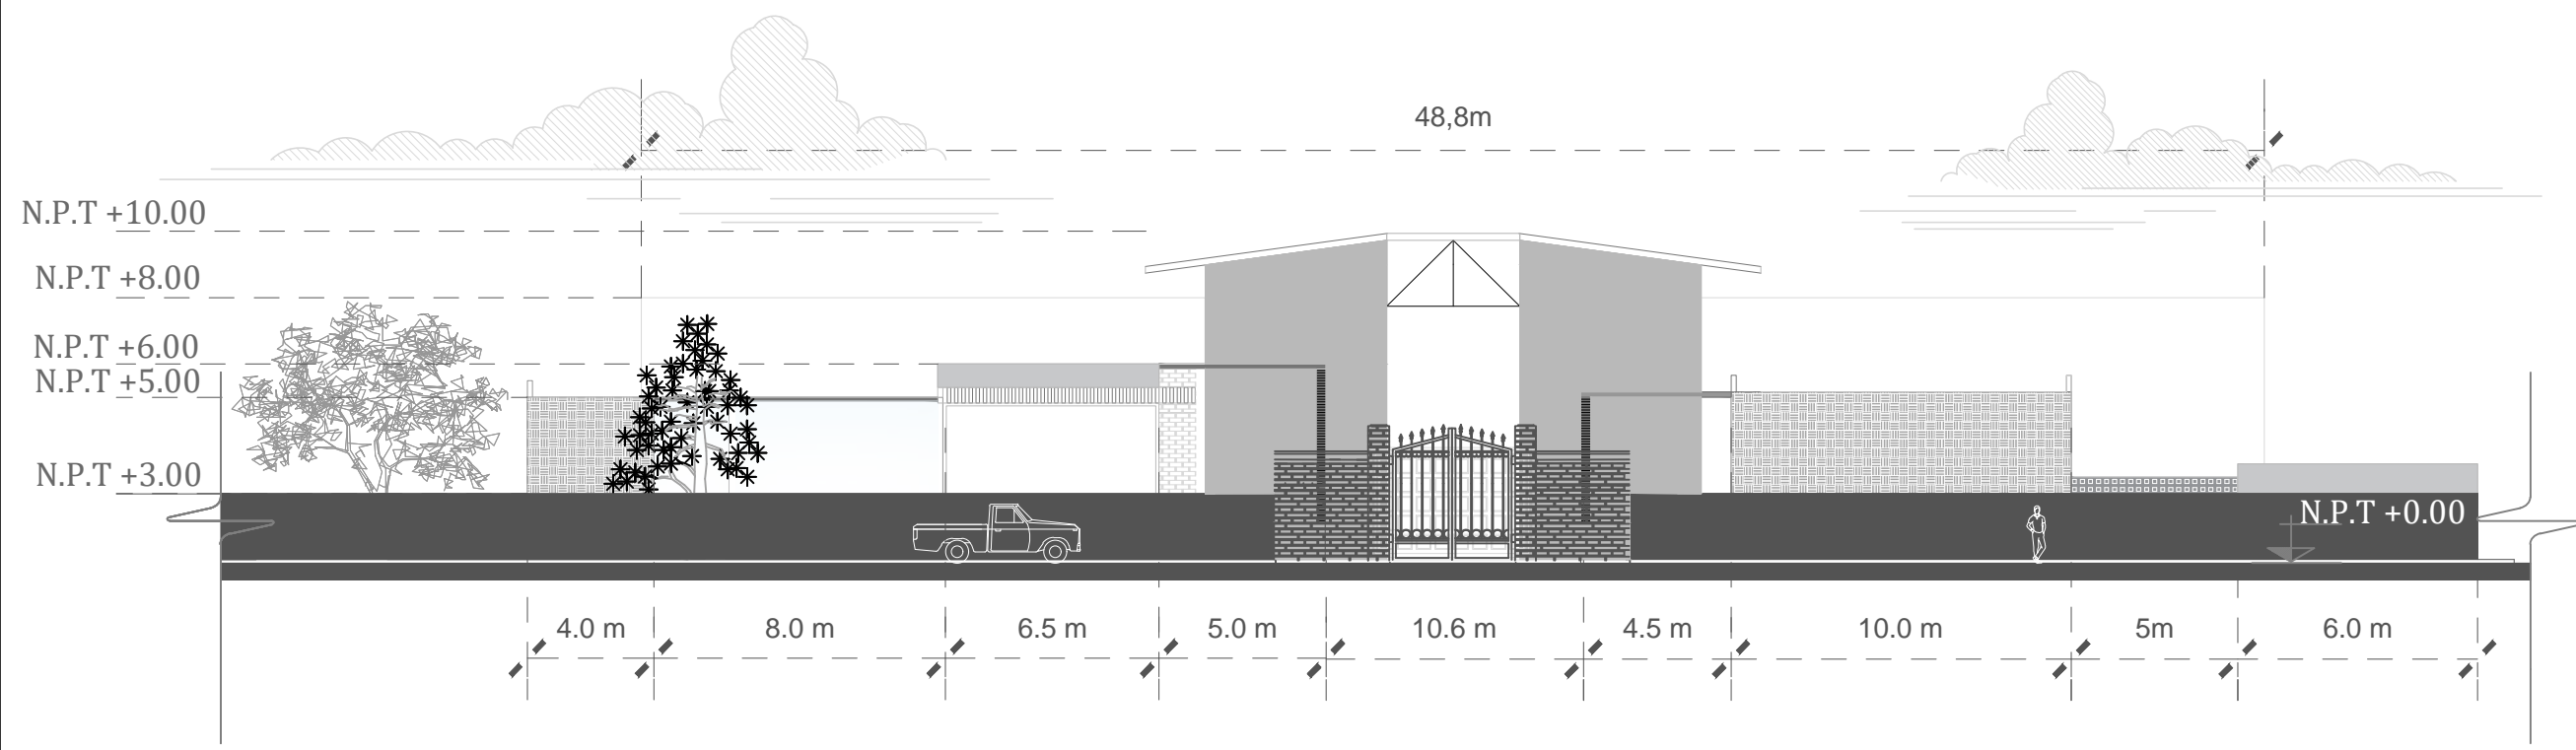 48,8m
N.P.T +10.00
N.P.T +8.00
N.P.T +6.00
N.P.T +5.00
N.P.T +3.00
N.P.T +0.00
4.0 m
8.0 m
6.5 m
5.0 m
10.6 m
4.5 m
10.0 m
5m
6.0 m